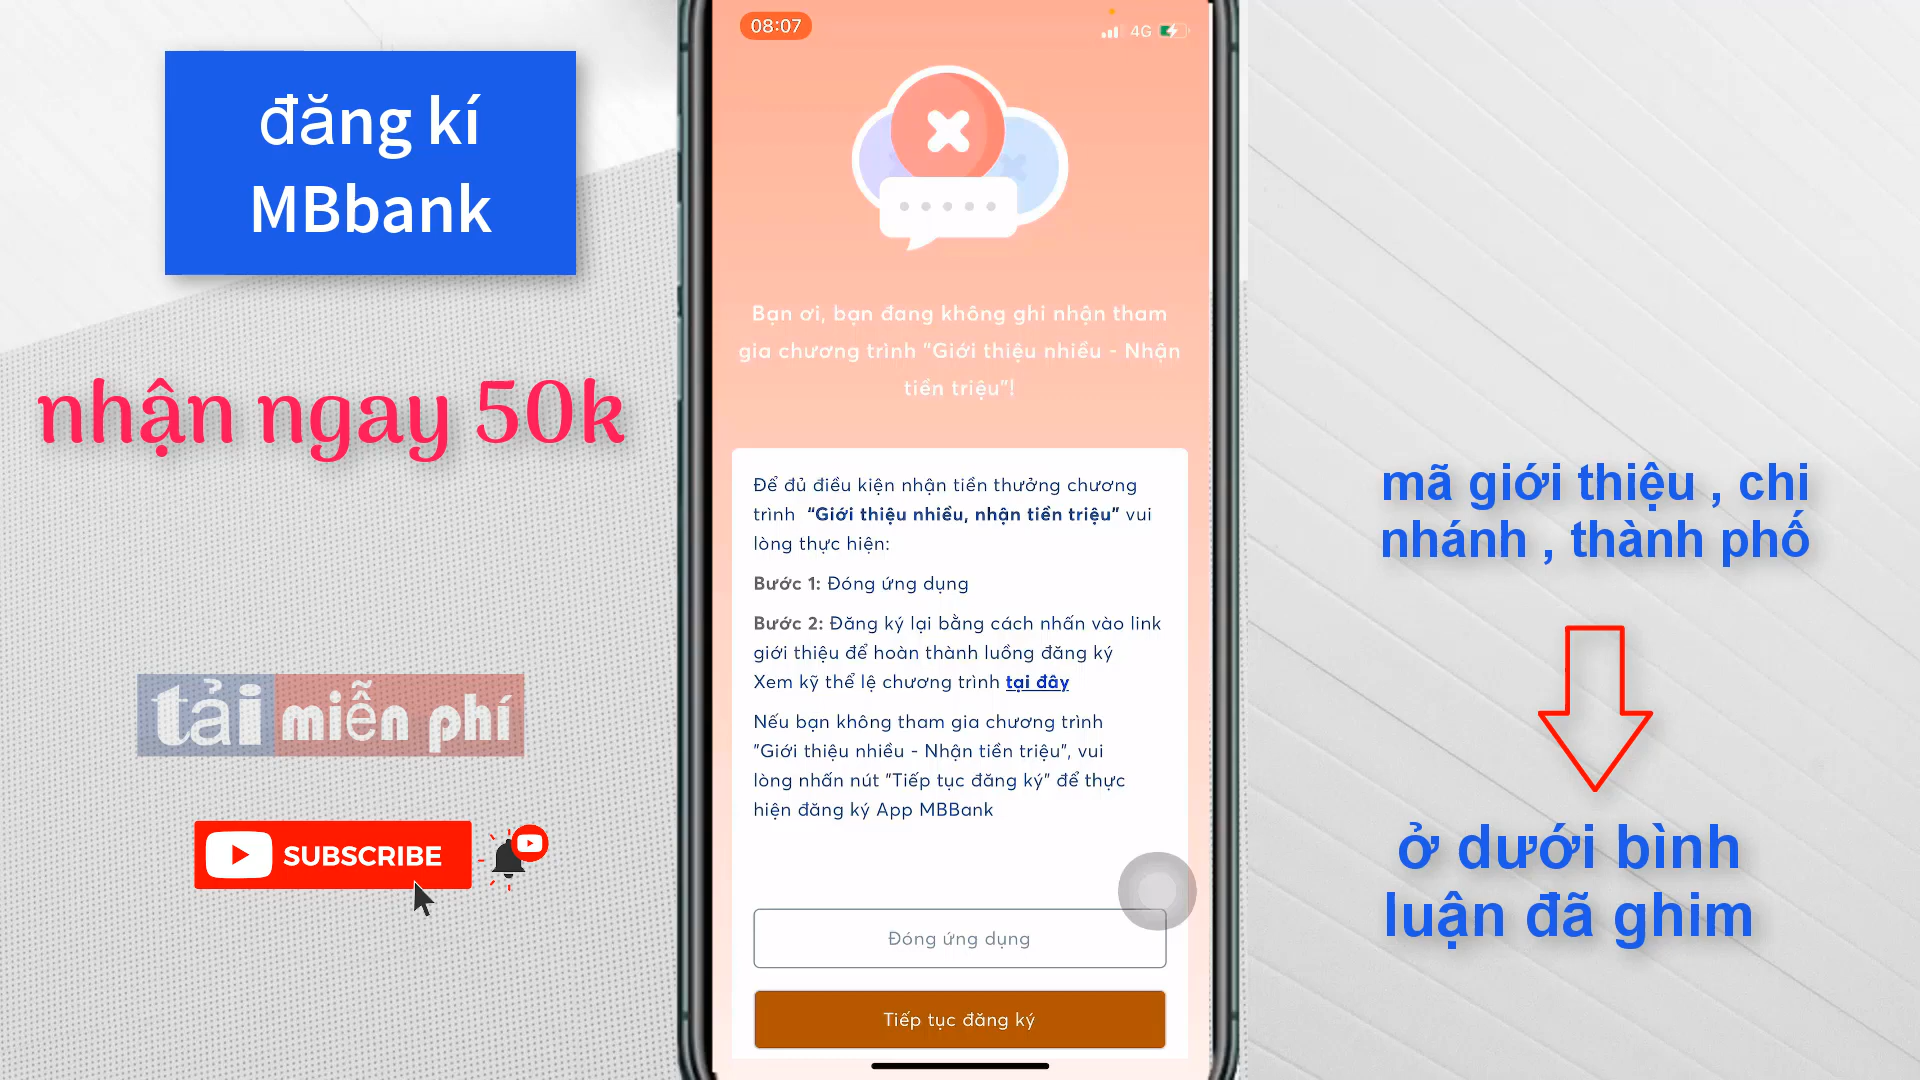 đăng kí
MBbank
nhận ngay 50k
tải miễn phí
SUBSCRIBE
08:07
4G
Bạn ơi, bạn đang không ghi nhận tham
gia chương trình "Giới thiệu nhiều - Nhận
tiền triệu"!
Để đủ điều kiện nhận tiền thưởng chương
trình “Giới thiệu nhiều, nhận tiền triệu” vui
lòng thực hiện:
Bước 1: Đóng ứng dụng
Bước 2: Đăng ký lại bằng cách nhấn vào link
giới thiệu để hoàn thành luồng đăng ký
Xem kỹ thể lệ chương trình tại đây
Nếu bạn không tham gia chương trình
"Giới thiệu nhiều - Nhận tiền triệu", vui
lòng nhấn nút "Tiếp tục đăng ký" để thực
hiện đăng ký App MBBank
Đóng ứng dụng
Tiếp tục đăng ký
mã giới thiệu , chi
nhánh , thành phố
ở dưới bình
luận đã ghim